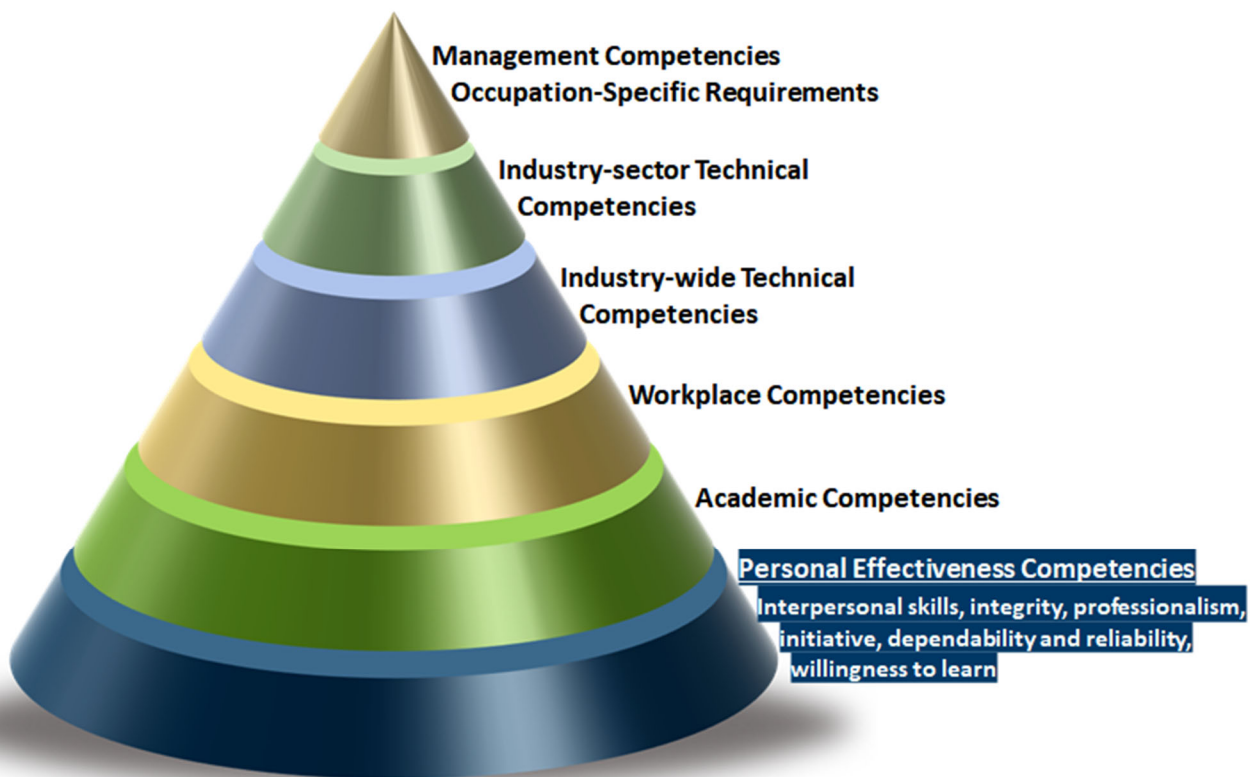 Management Competencies
Occupation-Specific Requirements
Industry-sector Technical
Competencies
Industry-wide Technical
Competencies
Workplace Competencies
Academic Competencies
Personal Effectiveness Competencies
Interpersonal skills, integrity, professionalism,
initiative, dependability and reliability,
willingness to learn